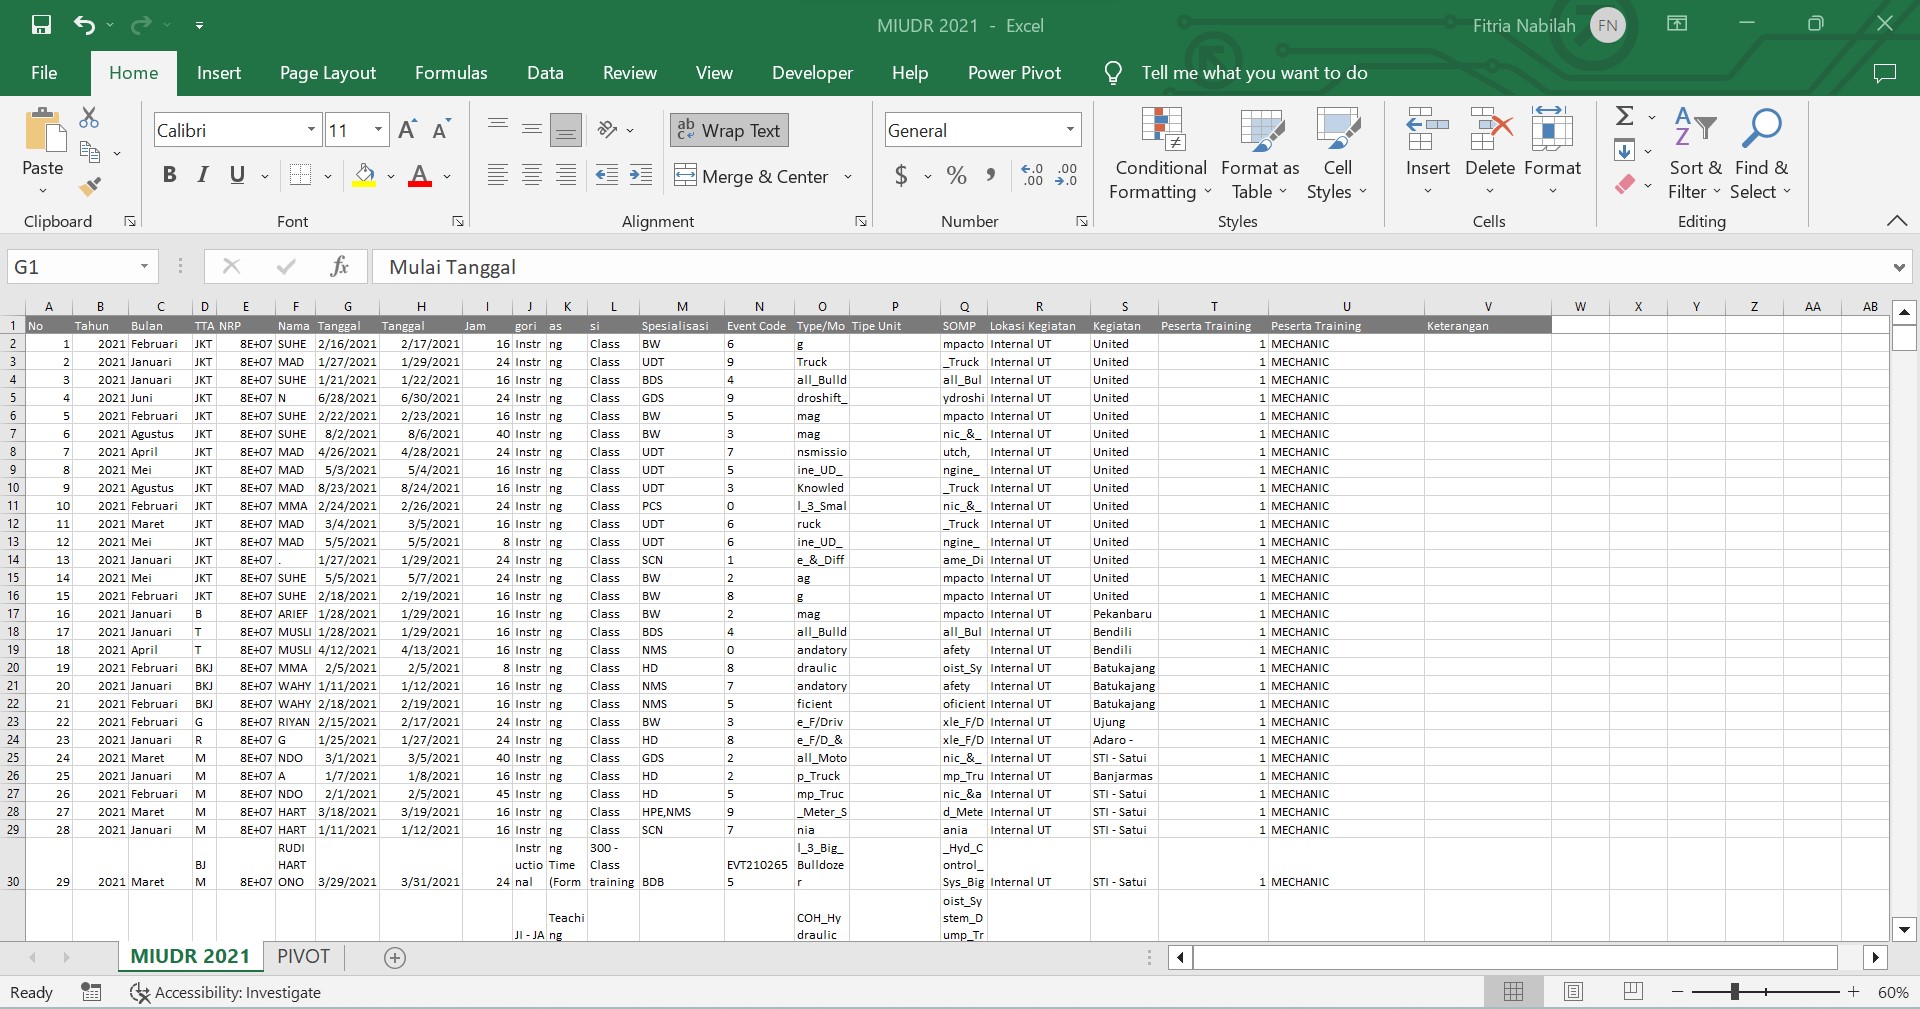 MIUDR 2021 - Excel
Fitria Nabilah FN
File Home Insert Page Layout Formulas Data Review View Developer Help Power Pivot Tell me what you want to do
Calibri 11 A A ab Wrap Text General
Paste B I U A Merge & Center $ % , .00 .00
Conditional Formatting Format as Table Cell Styles Insert Delete Format Sort & Filter Find & Select
Clipboard Font Alignment Number Styles Cells Editing
G1 fx Mulai Tanggal
A B C D E F G H I J K L M N O P Q R S T U V W X Y Z AA AB
1 No Tahun Bulan TTA NRP Nama Tanggal Tanggal Jam gori as si Spesialisasi Event Code Type/Mo Tipe Unit SOMP Lokasi Kegiatan Kegiatan Peserta Training Peserta Training Keterangan
2 1 2021 Februari JKT 8E+07 SUHE 2/16/2021 2/17/2021 16 Instr ng Class BW 6 g mpacto Internal UT United 1 MECHANIC
3 2 2021 Januari JKT 8E+07 MAD 1/27/2021 1/29/2021 24 Instr ng Class UDT 9 Truck _Truck Internal UT United 1 MECHANIC
4 3 2021 Januari JKT 8E+07 SUHE 1/21/2021 1/22/2021 16 Instr ng Class BDS 4 all_Bulld all_Bul Internal UT United 1 MECHANIC
5 4 2021 Juni JKT 8E+07 N 6/28/2021 6/30/2021 24 Instr ng Class GDS 9 droshift_ ydroshi Internal UT United 1 MECHANIC
6 5 2021 Februari JKT 8E+07 SUHE 2/22/2021 2/23/2021 16 Instr ng Class BW 5 mag mpacto Internal UT United 1 MECHANIC
7 6 2021 Agustus JKT 8E+07 SUHE 8/2/2021 8/6/2021 40 Instr ng Class BW 3 mag nic_&_ Internal UT United 1 MECHANIC
8 7 2021 April JKT 8E+07 MAD 4/26/2021 4/28/2021 24 Instr ng Class UDT 7 nsmissio utch, Internal UT United 1 MECHANIC
9 8 2021 Mei JKT 8E+07 MAD 5/3/2021 5/4/2021 16 Instr ng Class UDT 5 ine_UD_ ngine_ Internal UT United 1 MECHANIC
10 9 2021 Agustus JKT 8E+07 MAD 8/23/2021 8/24/2021 16 Instr ng Class UDT 3 Knowled _Truck Internal UT United 1 MECHANIC
11 10 2021 Februari JKT 8E+07 MMA 2/24/2021 2/26/2021 24 Instr ng Class PCS 0 l_3_Smal nic_&_ Internal UT United 1 MECHANIC
12 11 2021 Maret JKT 8E+07 MAD 3/4/2021 3/5/2021 16 Instr ng Class UDT 6 ruck _Truck Internal UT United 1 MECHANIC
13 12 2021 Mei JKT 8E+07 MAD 5/5/2021 5/5/2021 8 Instr ng Class UDT 6 ine_UD_ ngine_ Internal UT United 1 MECHANIC
14 13 2021 Januari JKT 8E+07 . 1/27/2021 1/29/2021 24 Instr ng Class SCN 1 e_&_Diff ame_Di Internal UT United 1 MECHANIC
15 14 2021 Mei JKT 8E+07 SUHE 5/5/2021 5/7/2021 24 Instr ng Class BW 2 ag mpacto Internal UT United 1 MECHANIC
16 15 2021 Februari JKT 8E+07 SUHE 2/18/2021 2/19/2021 16 Instr ng Class BW 8 g mpacto Internal UT United 1 MECHANIC
17 16 2021 Januari B 8E+07 ARIEF 1/28/2021 1/29/2021 16 Instr ng Class BW 2 mag mpacto Internal UT Pekanbaru 1 MECHANIC
18 17 2021 Januari T 8E+07 MUSLI 1/28/2021 1/29/2021 16 Instr ng Class BDS 4 all_Bulld all_Bul Internal UT Bendili 1 MECHANIC
19 18 2021 April T 8E+07 MUSLI 4/12/2021 4/13/2021 16 Instr ng Class NMS 0 andatory afety Internal UT Bendili 1 MECHANIC
20 19 2021 Februari BKJ 8E+07 MMA 2/5/2021 2/5/2021 8 Instr ng Class HD 8 draulic oist_Sy Internal UT Batukajang 1 MECHANIC
21 20 2021 Januari BKJ 8E+07 WAHY 1/11/2021 1/12/2021 16 Instr ng Class NMS 7 andatory afety Internal UT Batukajang 1 MECHANIC
22 21 2021 Februari BKJ 8E+07 WAHY 2/18/2021 2/19/2021 16 Instr ng Class NMS 5 ficient oficient Internal UT Batukajang 1 MECHANIC
23 22 2021 Februari G 8E+07 RIYAN 2/15/2021 2/17/2021 24 Instr ng Class BW 3 e_F/Driv xle_F/D Internal UT Ujung 1 MECHANIC
24 23 2021 Januari R 8E+07 G 1/25/2021 1/27/2021 24 Instr ng Class HD 8 e_F/D_& xle_F/D Internal UT Adaro - 1 MECHANIC
25 24 2021 Maret M 8E+07 NDO 3/1/2021 3/5/2021 40 Instr ng Class GDS 2 all_Moto nic_&_ Internal UT STI - Satui 1 MECHANIC
26 25 2021 Januari M 8E+07 A 1/7/2021 1/8/2021 16 Instr ng Class HD 2 p_Truck mp_Tru Internal UT Banjarmas 1 MECHANIC
27 26 2021 Februari M 8E+07 NDO 2/1/2021 2/5/2021 45 Instr ng Class HD 5 mp_Truc nic_&a Internal UT STI - Satui 1 MECHANIC
28 27 2021 Maret M 8E+07 HART 3/18/2021 3/19/2021 16 Instr ng Class HPE,NMS 9 _Meter_S d_Mete Internal UT STI - Satui 1 MECHANIC
29 28 2021 Januari M 8E+07 HART 1/11/2021 1/12/2021 16 Instr ng Class SCN 7 nia ania Internal UT STI - Satui 1 MECHANIC
RUDI Instr ng 300 - l_3_Big_ _Hyd_C
BJ HART uctio Time Class EVT210265 Bulldoze ontrol_
30 29 2021 Maret M 8E+07 ONO 3/29/2021 3/31/2021 24 nal (Form training BDB 5 r Sys_Big Internal UT STI - Satui 1 MECHANIC
oist_Sy
Teachi COH_Hy stem_D
JI - JA ng draulic ump_Tr
MIUDR 2021 PIVOT
Ready Accessibility: Investigate 60%